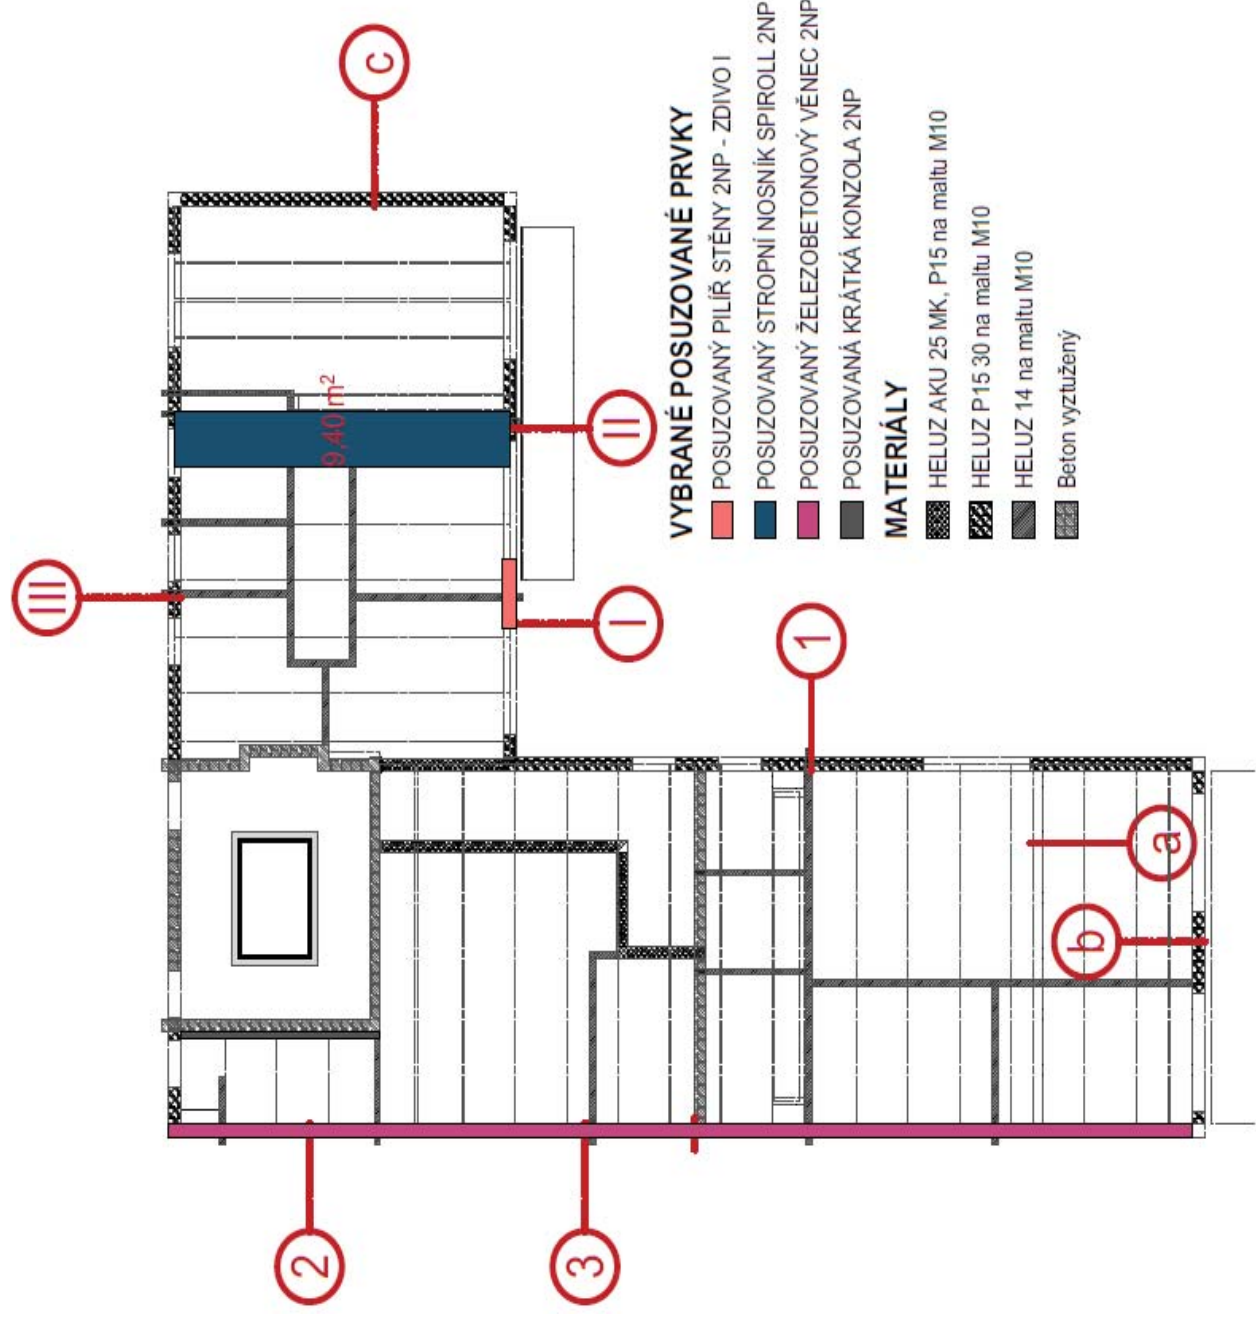 c
III
9,40 m²
II
I
1
a
b
2
3
VYBRANÉ POSUZOVANÉ PRVKY
POSUZOVANÝ PILÍŘ STĚNY 2NP - ZDIVO I
POSUZOVANÝ STROPNÍ NOSNÍK SPIROLL 2NP
POSUZOVANÝ ŽELEZOBETONOVÝ VĚNEC 2NP
POSUZOVANÁ KRÁTKÁ KONZOLA 2NP
MATERIÁLY
HELUZ AKU 25 MK, P15 na maltu M10
HELUZ P15 30 na maltu M10
HELUZ 14 na maltu M10
Beton vyztužený